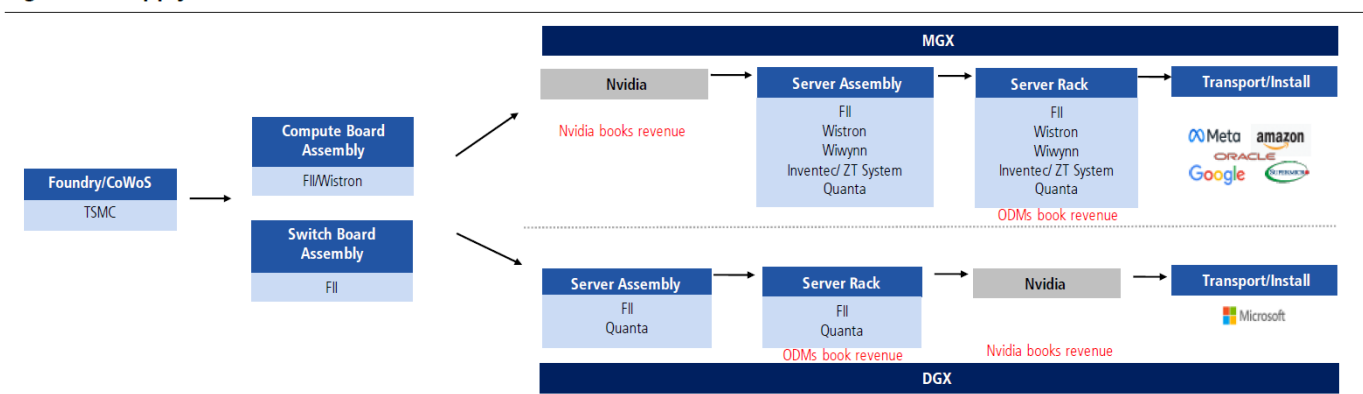 MGX
Nvidia
Nvidia books revenue
Server Assembly
FII
Wistron
Wiwynn
Inventec/ ZT System
Quanta
Server Rack
FII
Wistron
Wiwynn
Inventec/ ZT System
Quanta
ODMs book revenue
Transport/Install
Meta
amazon
ORACLE
Google
SUPERMICRO
Foundry/CoWoS
TSMC
Compute Board
Assembly
FII/Wistron
Switch Board
Assembly
FII
Server Assembly
FII
Quanta
Server Rack
FII
Quanta
ODMs book revenue
Nvidia
Nvidia books revenue
Transport/Install
Microsoft
DGX